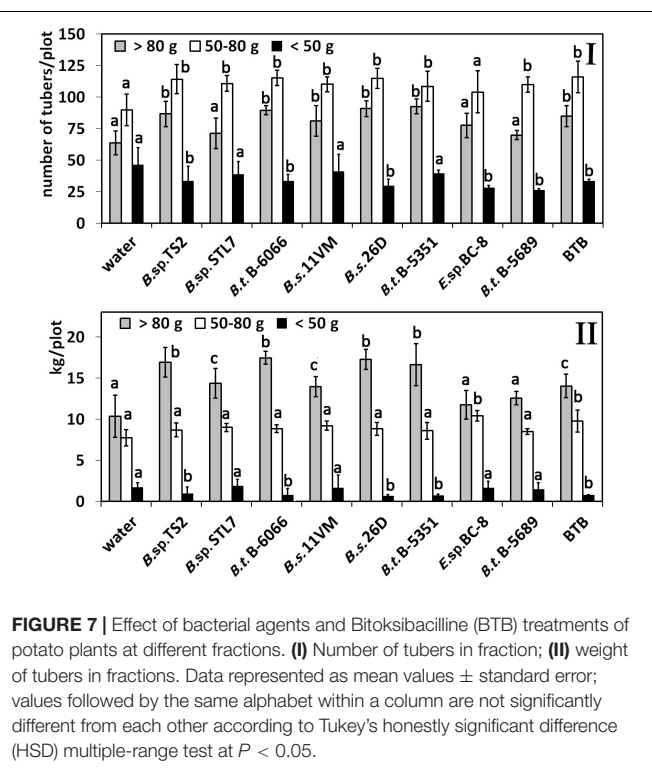 150
125
100
75
50
25
0
number of tubers/plot
> 80 g 50-80 g < 50 g
I
a a a
b b b
a b a
b b b
a b a
b b b
b b a
a a b
a b b
b b b
water
B.sp.TS2
B.sp.STL7
B.t.B-6066
B.s.11VM
B.s.26D
B.t.B-5351
E.sp.BC-8
B.t.B-5689
BTB
20
15
10
5
0
kg/plot
> 80 g 50-80 g < 50 g
II
a a a
b a b
c a a
b a b
c a a
b a b
b a b
a b a
a a a
c b b
water
B.sp.TS2
B.sp.STL7
B.t.B-6066
B.s.11VM
B.s.26D
B.t.B-5351
E.sp.BC-8
B.t.B-5689
BTB
FIGURE 7 | Effect of bacterial agents and Bitoksibacilline (BTB) treatments of
potato plants at different fractions. (I) Number of tubers in fraction; (II) weight
of tubers in fractions. Data represented as mean values ± standard error;
values followed by the same alphabet within a column are not significantly
different from each other according to Tukey's honestly significant difference
(HSD) multiple-range test at P < 0.05.